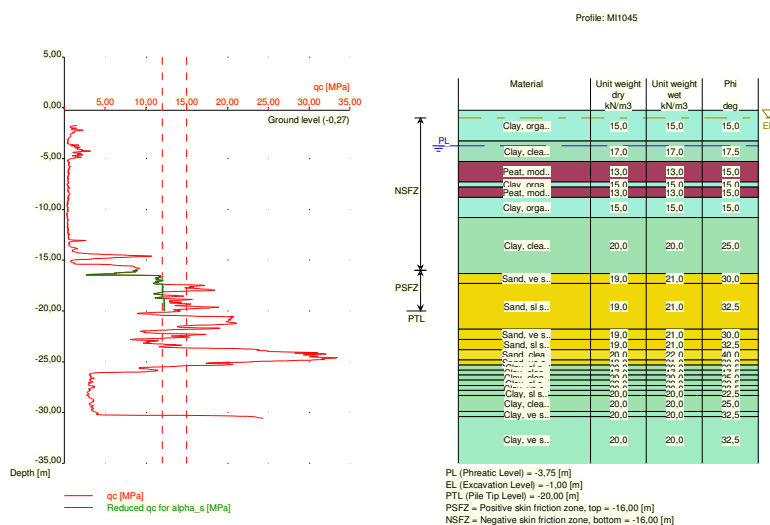 Profile: MI1045
5,00
qc [MPa]
5,00 10,00 15,00 20,00 25,00 30,00 35,00
0,00
Ground level (-0,27)
-5,00
-10,00
-15,00
-20,00
-25,00
-30,00
-35,00
Depth [m]
qc [MPa]
Reduced qc for alpha_s [MPa]
PL
NSFZ
PSFZ
PTL
Material Unit weight dry kN/m3 Unit weight wet kN/m3 Phi deg
Clay, orga.. 15,0 15,0 15,0
Clay, clea.. 17,0 17,0 17,5
Peat, mod.. 13,0 13,0 15,0
Clay, orga.. 15,0 15,0 15,0
Peat, mod.. 13,0 13,0 15,0
Clay, orga.. 15,0 15,0 15,0
Clay, clea.. 20,0 20,0 25,0
Sand, ve s.. 19,0 21,0 30,0
Sand, sl s.. 19,0 21,0 32,5
Sand, ve s.. 19,0 21,0 30,0
Sand, sl s.. 19,0 21,0 32,5
Sand, clea.. 20,0 22,0 40,0
Clay, sl s.. 20,0 20,0 22,5
Clay, clea.. 20,0 20,0 25,0
Clay, ve s.. 20,0 20,0 32,5
Clay, ve s.. 20,0 20,0 32,5
PL (Phreatic Level) = -3,75 [m]
EL (Excavation Level) = -1,00 [m]
PTL (Pile Tip Level) = -20,00 [m]
PSFZ = Positive skin friction zone, top = -16,00 [m]
NSFZ = Negative skin friction zone, bottom = -16,00 [m]